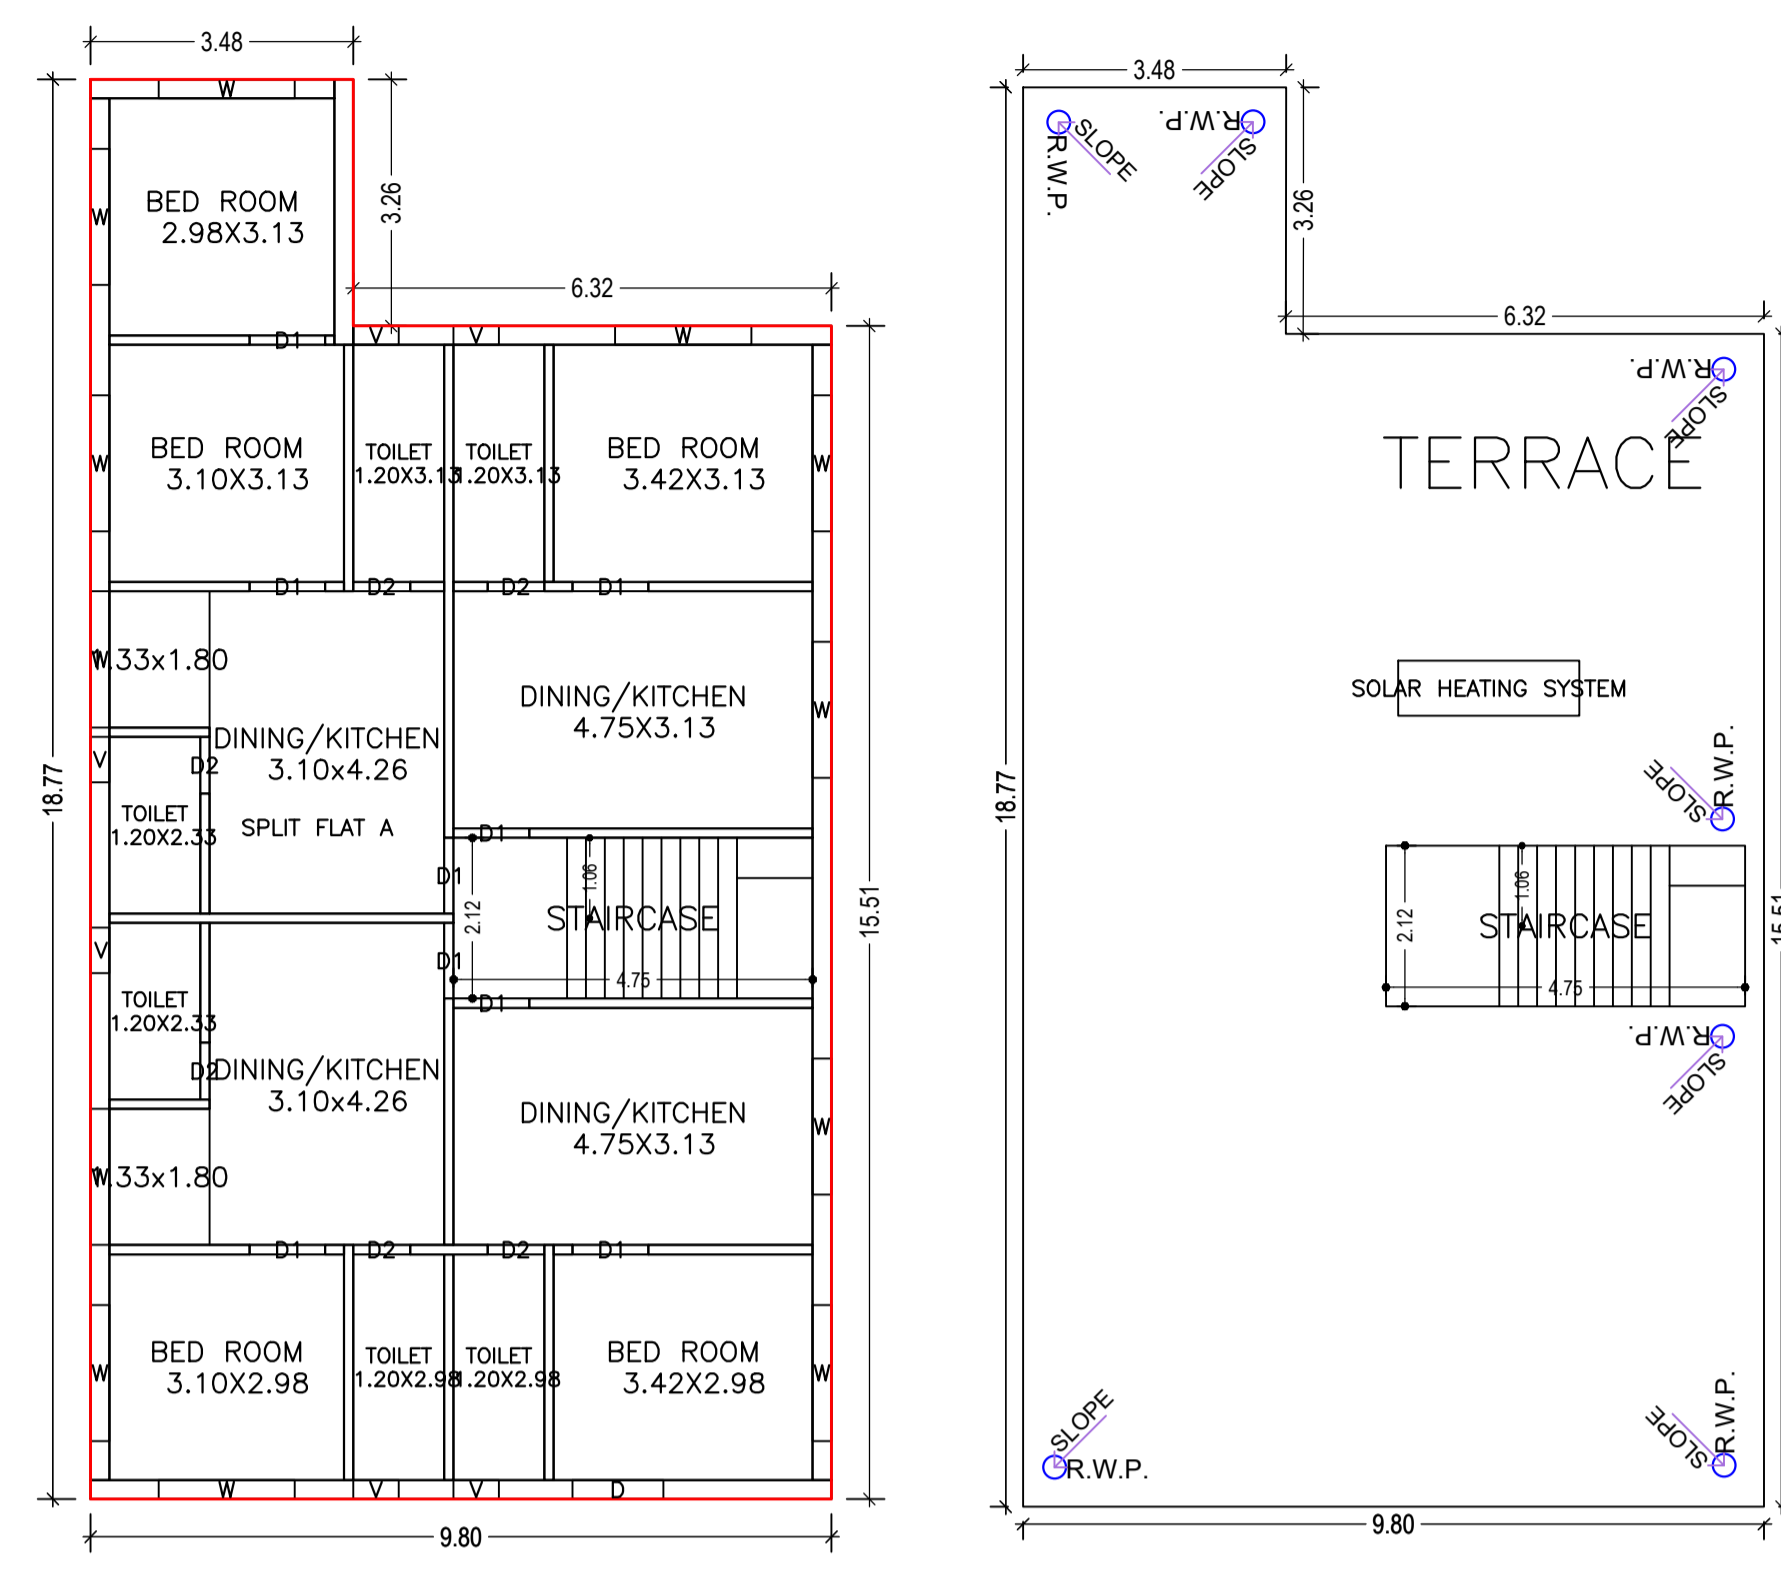 3.48
W
3.26
W
BED ROOM
2.98X3.13
6.32
D1
V
V
W
BED ROOM
3.10X3.13
TOILET
1.20X3.13
TOILET
1.20X3.13
BED ROOM
3.42X3.13
W
W
D1
D2
D2
D1
W
1.33x1.80
DINING/KITCHEN
3.10x4.26
SPLIT FLAT A
DINING/KITCHEN
4.75X3.13
W
V
D2
TOILET
1.20X2.33
18.77
D1
D1
2.12
1.06
STAIRCASE
4.75
15.51
V
D1
D1
TOILET
1.20X2.33
D2
DINING/KITCHEN
3.10x4.26
DINING/KITCHEN
4.75X3.13
W
W
1.33x1.80
D1
D2
D2
D1
BED ROOM
3.10X2.98
TOILET
1.20X2.98
TOILET
1.20X2.98
BED ROOM
3.42X2.98
W
W
W
V
V
D
9.80
3.48
R.W.P.
SLOPE
R.W.P.
SLOPE
3.26
6.32
R.W.P.
SLOPE
TERRACE
SOLAR HEATING SYSTEM
18.77
R.W.P.
SLOPE
2.12
1.06
STAIRCASE
4.75
15.51
R.W.P.
SLOPE
SLOPE
R.W.P.
R.W.P.
SLOPE
9.80